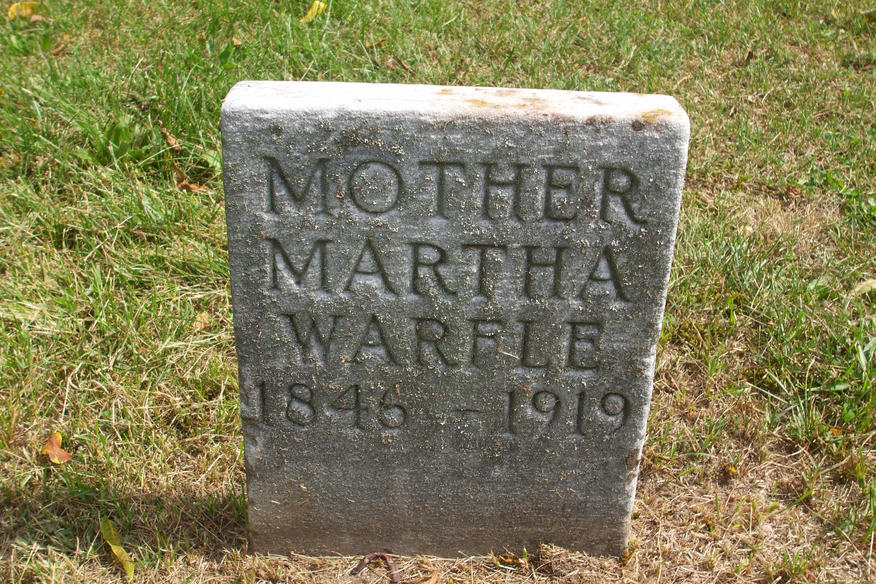 MOTHER
MARTHA
WARFLE
1846 - 1919